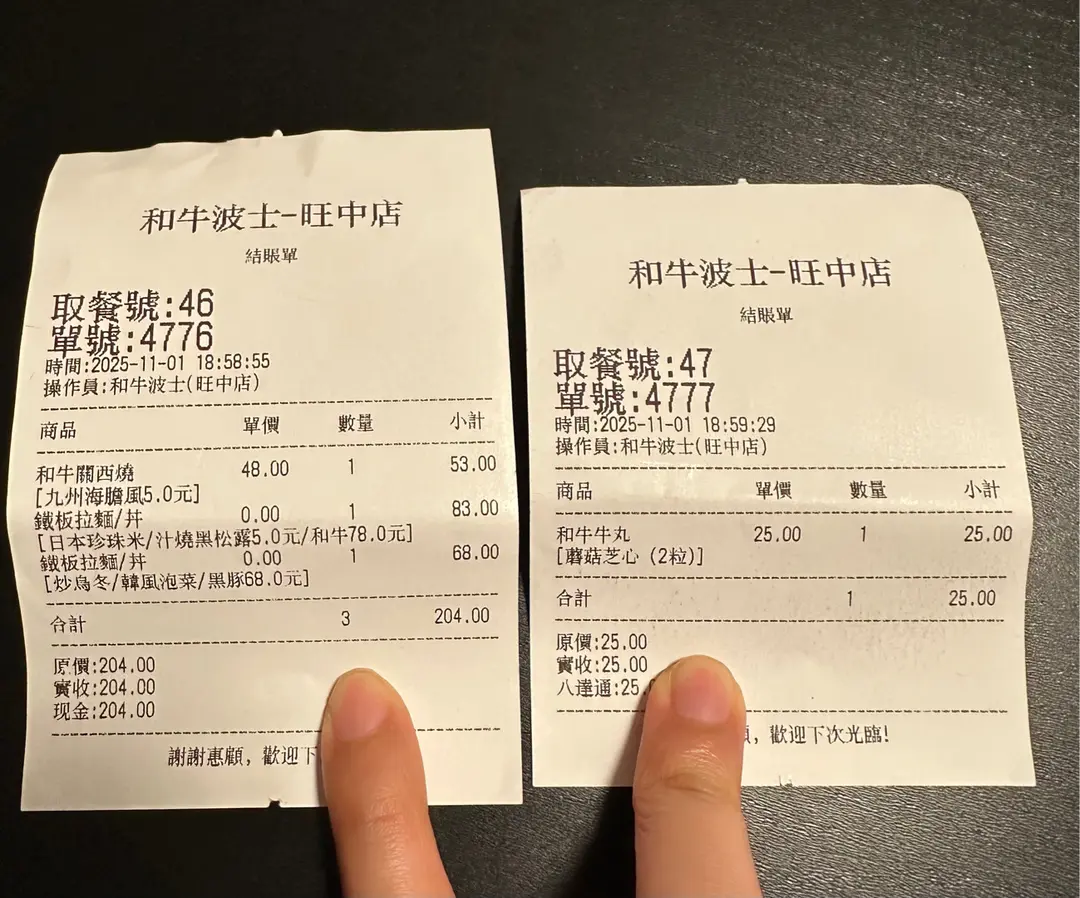 和牛波士-旺中店
結賬單
取餐號:46
單號:4776
時間:2025-11-01 18:58:55
操作員:和牛波士(旺中店)
商品 單價 數量 小計
和牛關西燒 48.00 1 53.00
[九州海膽風5.0元]
鐵板拉麵/丼 0.00 1 83.00
[日本珍珠米/汁燒黑松露5.0元/和牛78.0元]
鐵板拉麵/丼 0.00 1 68.00
[炒烏冬/韓風泡菜/黑豚68.0元]
合計 3 204.00
原價:204.00
實收:204.00
现金:204.00
謝謝惠顧, 歡迎下
和牛波士-旺中店
結賬單
取餐號:47
單號:4777
時間:2025-11-01 18:59:29
操作員:和牛波士(旺中店)
商品 單價 數量 小計
和牛牛丸 25.00 1 25.00
[蘑菇芝心 (2粒)]
合計 1 25.00
原價:25.00
實收:25.00
八達通:25.
, 歡迎下次光臨!